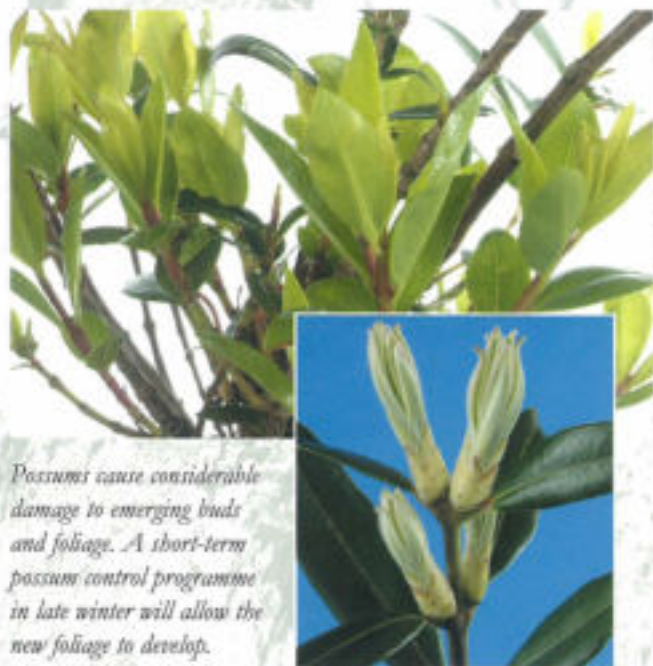 Possums cause considerable
damage to emerging buds
and foliage. A short-term
possum control programme
in late winter will allow the
new foliage to develop.